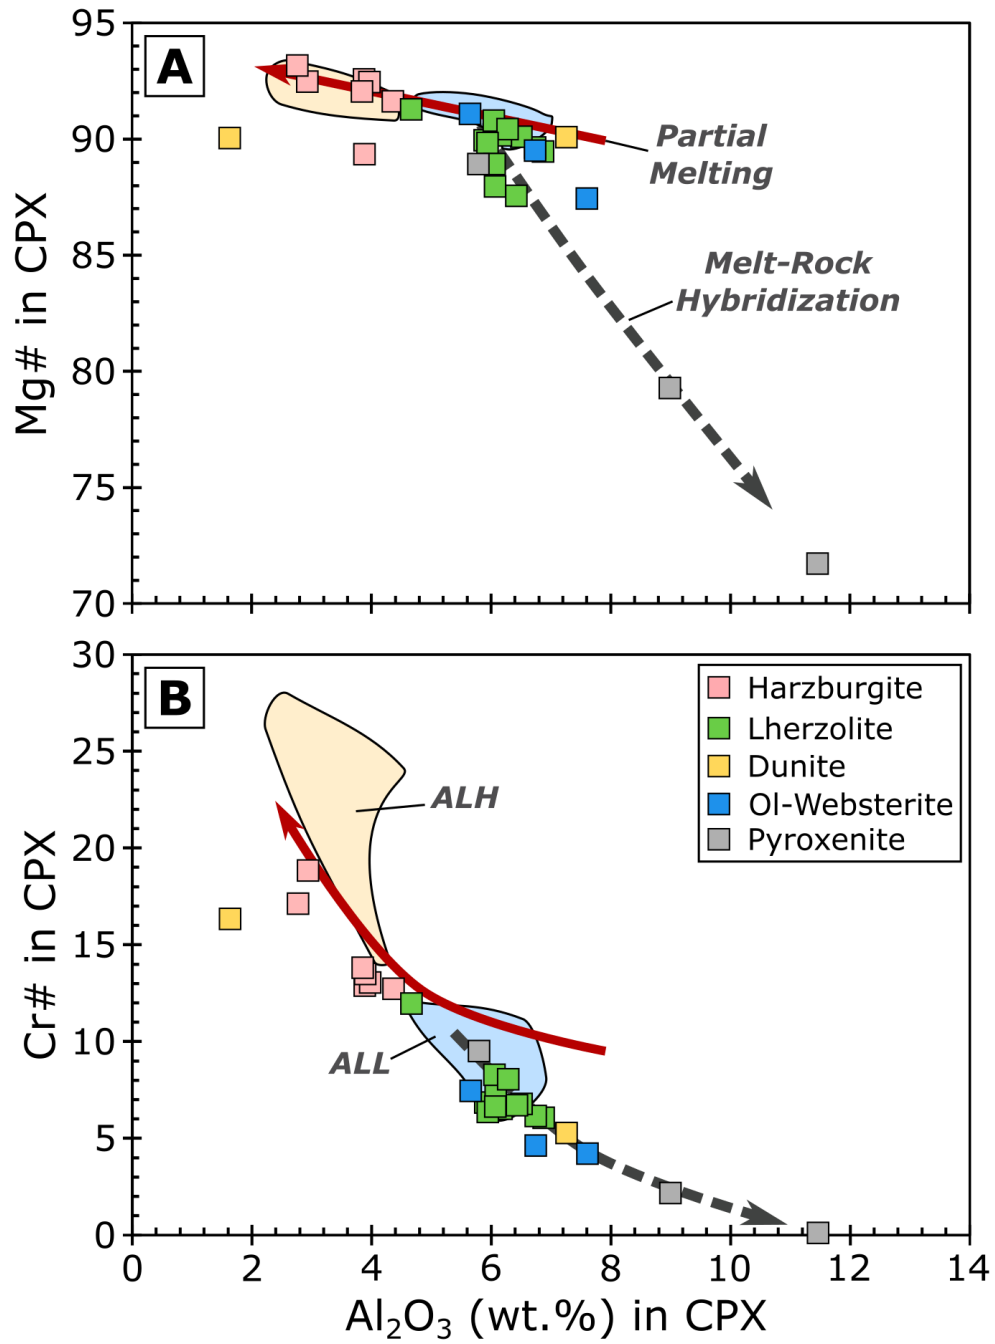 A
95
90
85
80
75
70
Mg# in CPX
Partial
Melting
Melt-Rock
Hybridization
B
30
25
20
15
10
5
0
Cr# in CPX
ALH
ALL
Harzburgite
Lherzolite
Dunite
Ol-Websterite
Pyroxenite
0 2 4 6 8 10 12 14
Al₂O₃ (wt.%) in CPX